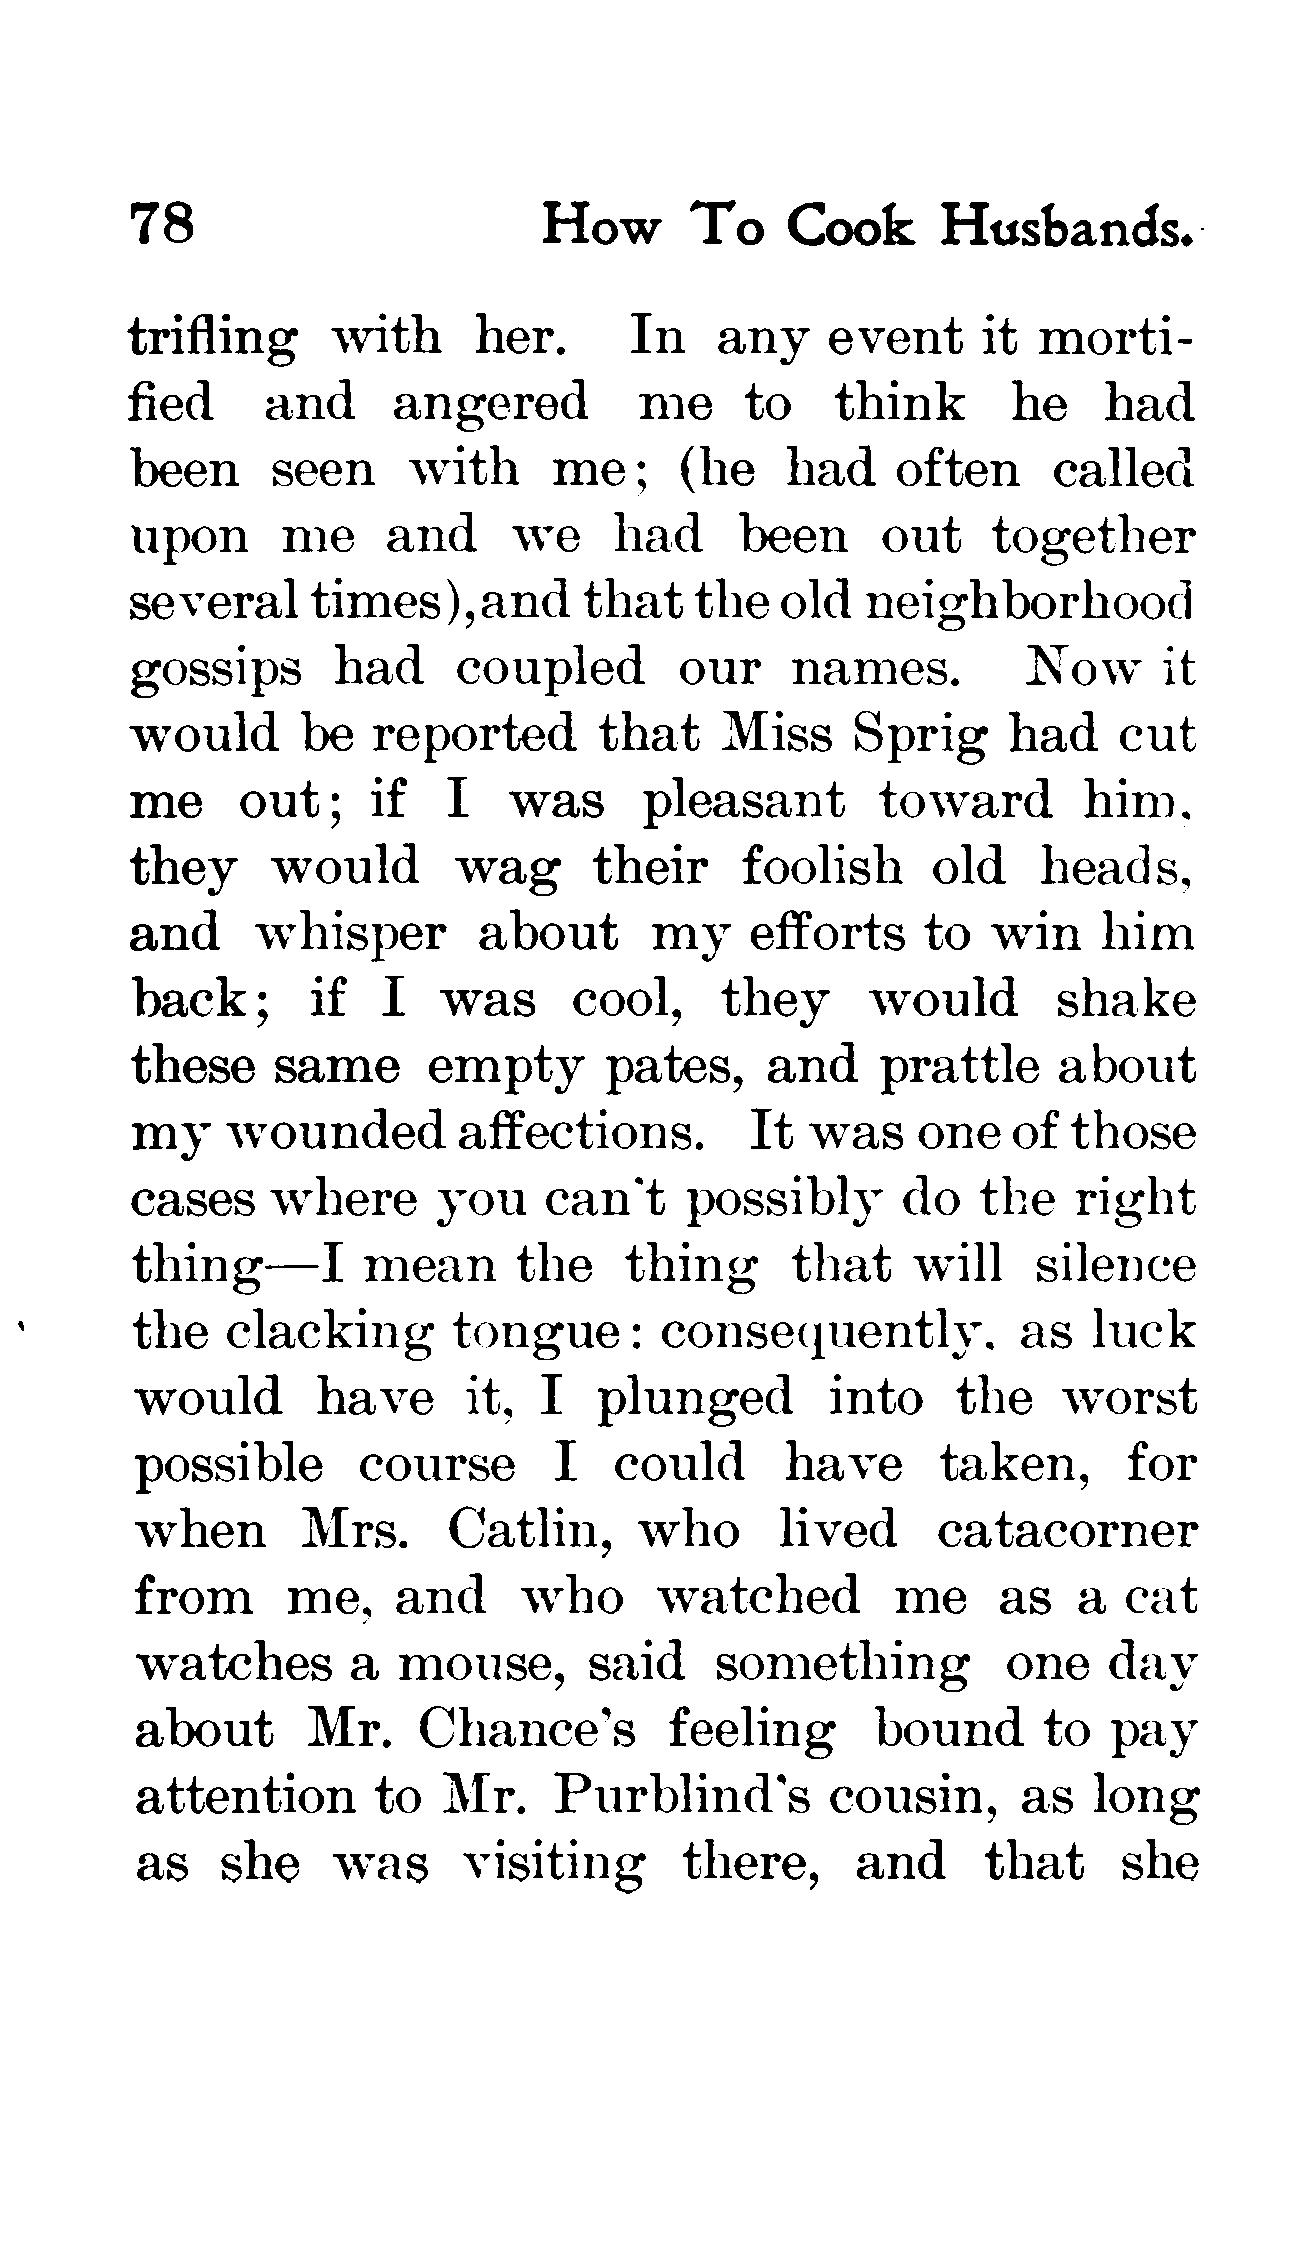 78 How To Cook Husbands.
trifling with her. In any event it morti-
fied and angered me to think he had
been seen with me; (he had often called
upon me and we had been out together
several times), and that the old neighborhood
gossips had coupled our names. Now it
would be reported that Miss Sprig had cut
me out; if I was pleasant toward him,
they would wag their foolish old heads,
and whisper about my efforts to win him
back; if I was cool, they would shake
these same empty pates, and prattle about
my wounded affections. It was one of those
cases where you can't possibly do the right
thing—I mean the thing that will silence
the clacking tongue: consequently, as luck
would have it, I plunged into the worst
possible course I could have taken, for
when Mrs. Catlin, who lived catacorner
from me, and who watched me as a cat
watches a mouse, said something one day
about Mr. Chance's feeling bound to pay
attention to Mr. Purblind's cousin, as long
as she was visiting there, and that she